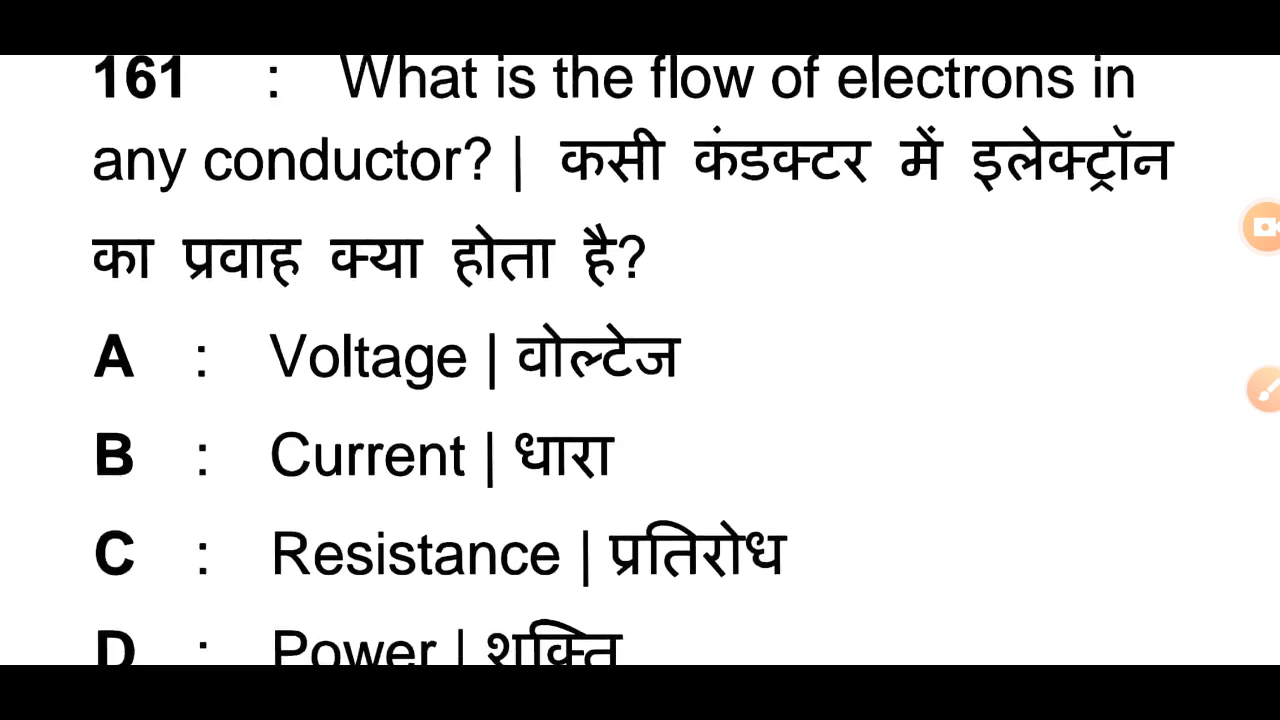 161 : What is the flow of electrons in
any conductor? | कसी कंडक्टर में इलेक्ट्रॉन
का प्रवाह क्या होता है?
A : Voltage | वोल्टेज
B : Current | धारा
C : Resistance | प्रतिरोध
D : Power | शक्ति